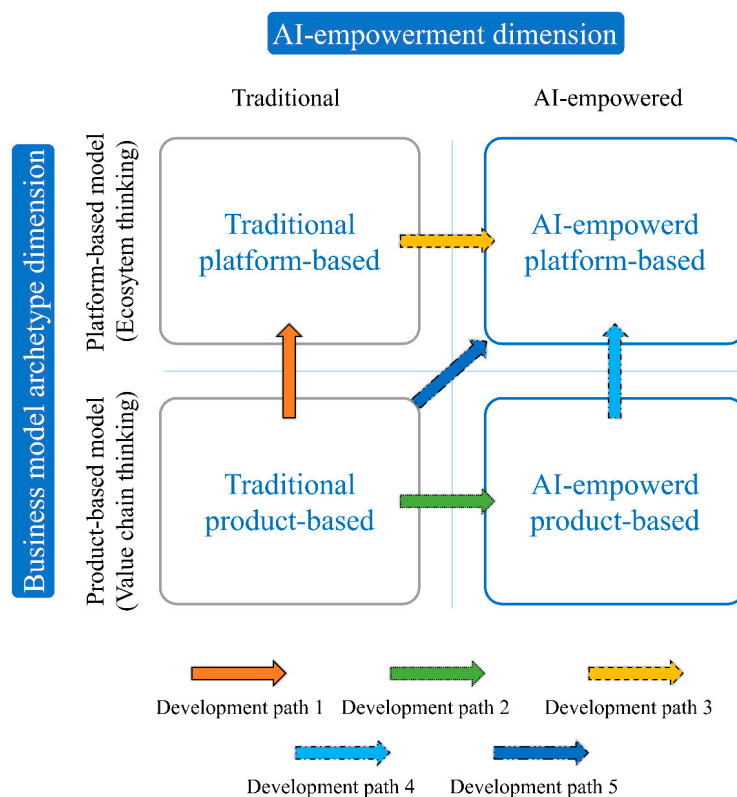 AI-empowerment dimension
Traditional
AI-empowered
Business model archetype dimension
Platform-based model
(Ecosytem thinking)
Traditional
platform-based
AI-empowerd
platform-based
Product-based model
(Value chain thinking)
Traditional
product-based
AI-empowerd
product-based
Development path 1
Development path 2
Development path 3
Development path 4
Development path 5